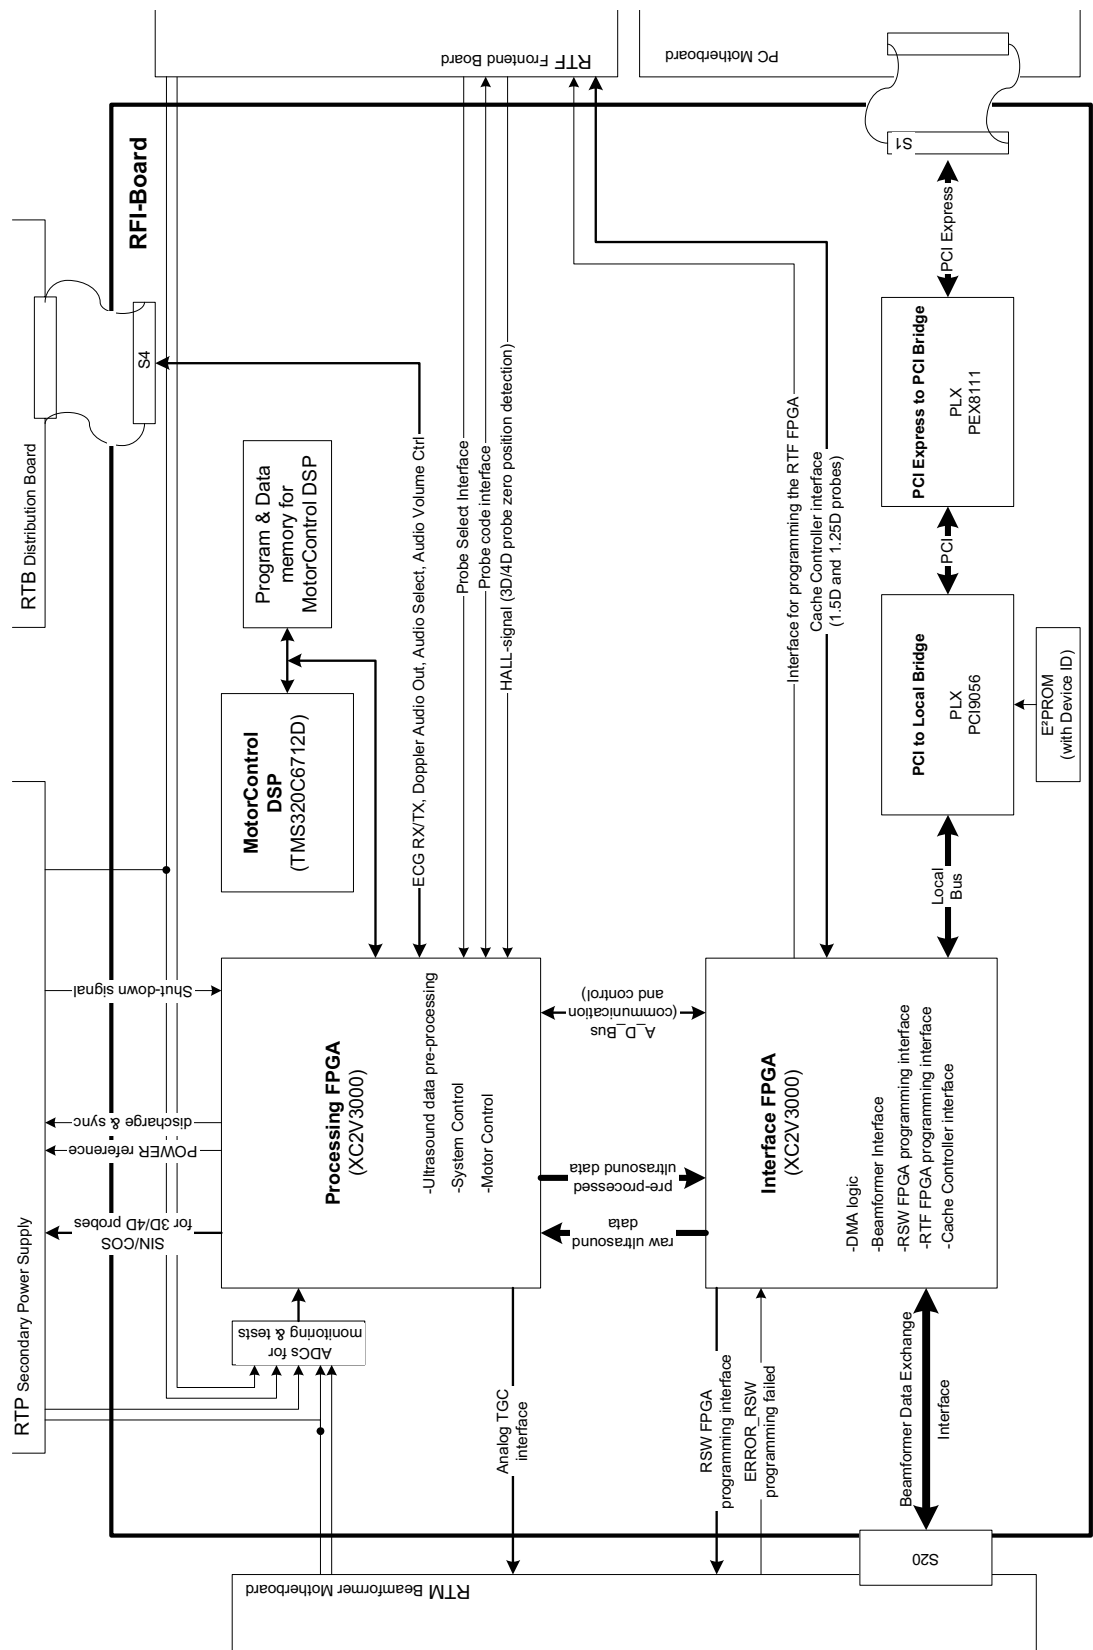 RTB Distribution Board
RTP Secondary Power Supply
RTM Beamformer Motherboard
RTF Frontend Board
PC Motherboard
RFI-Board
S4
S1
S20
Program & Data
memory for
MotorControl DSP
MotorControl
DSP
(TMS320C6712D)
Shut-down signal
discharge & sync
POWER reference
SIN/COS
for 3D/4D probes
ADCs for
monitoring & tests
Processing FPGA
(XC2V3000)
-Ultrasound data pre-processing
-System Control
-Motor Control
ECG RX/TX, Doppler Audio Out, Audio Select, Audio Volume Ctrl
Probe Select Interface
Probe code interface
HALL-signal (3D/4D probe zero position detection)
A_D_Bus
(communication
and control)
pre-processed
ultrasound data
raw ultrasound
data
Analog TGC
interface
RSW FPGA
programming interface
ERROR_RSW
programming failed
Interface FPGA
(XC2V3000)
-DMA logic
-Beamformer Interface
-RSW FPGA programming interface
-RTF FPGA programming interface
-Cache Controller interface
Interface for programming the RTF FPGA
Cache Controller interface
(1.5D and 1.25D probes)
Beamformer Data Exchange
Interface
Local
Bus
PCI to Local Bridge
PLX
PCI9056
E²PROM
(with Device ID)
PCI
PCI Express to PCI Bridge
PLX
PEX8111
PCI Express